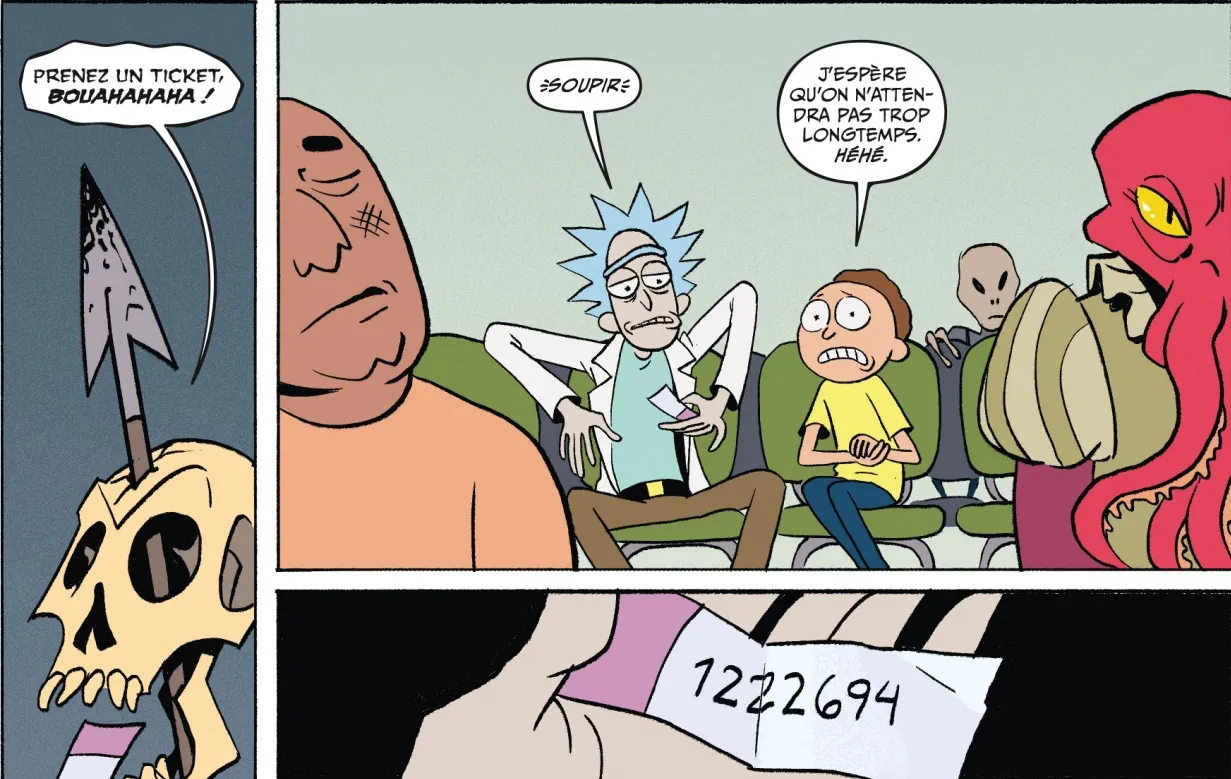 PRENEZ UN TICKET,
BOUAHAHAHA !
SOUPIR
J'ESPÈRE
QU'ON N'ATTEN-
DRA PAS TROP
LONGTEMPS.
HÉHÉ.
1222694